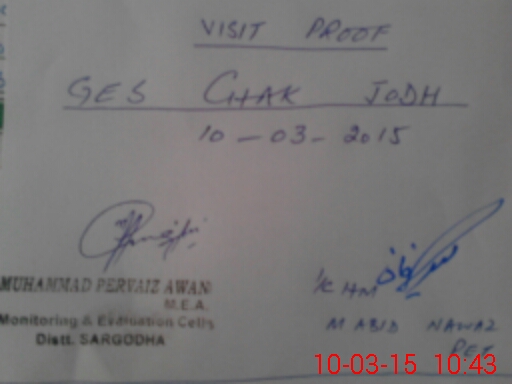 VISIT PROOF
GES CHAK JODH
10-03-2015
MUHAMMAD PERVAIZ AWAN
M.E.A.
Monitoring & Evaluation Cells
Distt. SARGODHA
M ABID NAWAZ
PET
10-03-15 10:43